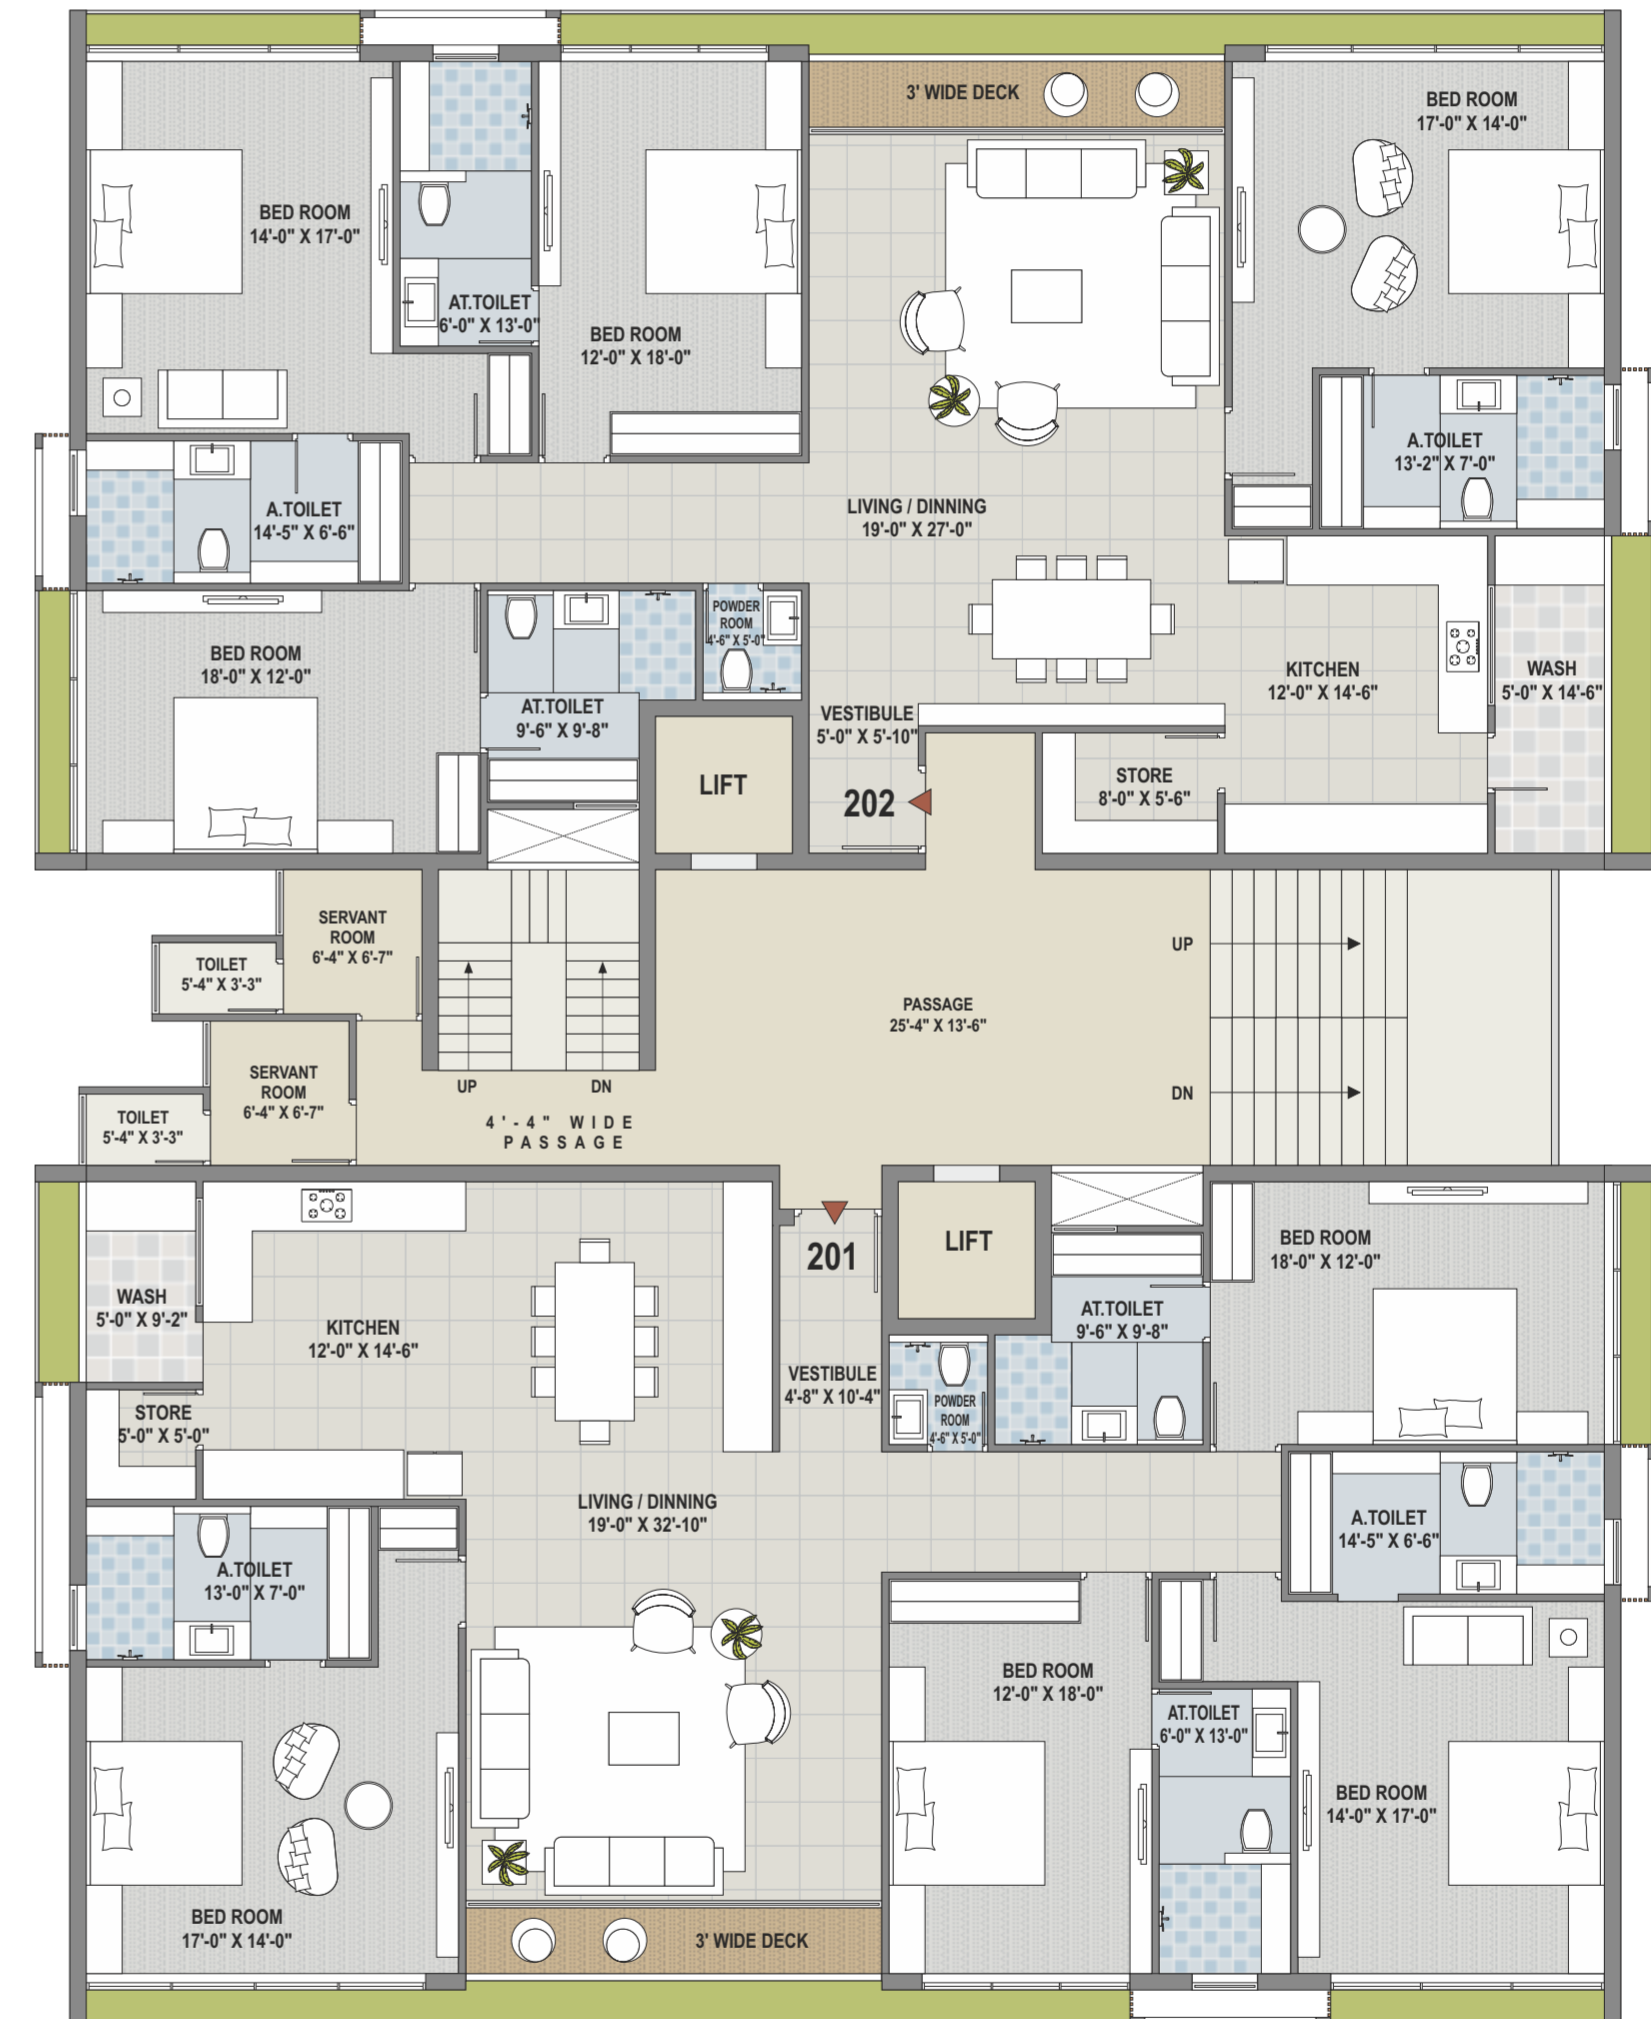 3' WIDE DECK
BED ROOM
17'-0" X 14'-0"
BED ROOM
14'-0" X 17'-0"
AT.TOILET
6'-0" X 13'-0"
BED ROOM
12'-0" X 18'-0"
A.TOILET
13'-2" X 7'-0"
A.TOILET
14'-5" X 6'-6"
LIVING / DINNING
19'-0" X 27'-0"
POWDER
ROOM
4'-6" X 5'-0"
BED ROOM
18'-0" X 12'-0"
KITCHEN
12'-0" X 14'-6"
WASH
5'-0" X 14'-6"
AT.TOILET
9'-6" X 9'-8"
VESTIBULE
5'-0" X 5'-10"
LIFT
STORE
8'-0" X 5'-6"
202
SERVANT
ROOM
6'-4" X 6'-7"
TOILET
5'-4" X 3'-3"
UP
PASSAGE
25'-4" X 13'-6"
SERVANT
ROOM
6'-4" X 6'-7"
UP
DN
DN
TOILET
5'-4" X 3'-3"
4'-4" WIDE
PASSAGE
201
LIFT
BED ROOM
18'-0" X 12'-0"
WASH
5'-0" X 9'-2"
AT.TOILET
9'-6" X 9'-8"
KITCHEN
12'-0" X 14'-6"
VESTIBULE
4'-8" X 10'-4"
POWDER
ROOM
4'-6" X 5'-0"
STORE
5'-0" X 5'-0"
LIVING / DINNING
19'-0" X 32'-10"
A.TOILET
14'-5" X 6'-6"
A.TOILET
13'-0" X 7'-0"
BED ROOM
12'-0" X 18'-0"
AT.TOILET
6'-0" X 13'-0"
BED ROOM
14'-0" X 17'-0"
BED ROOM
17'-0" X 14'-0"
3' WIDE DECK